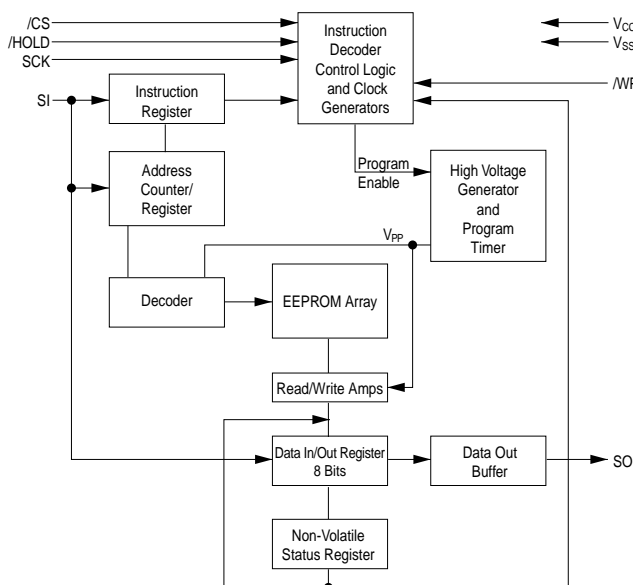 /CS
/HOLD
SCK
SI
Instruction
Decoder
Control Logic
and Clock
Generators
V
V
/W
Instruction
Register
Address
Counter/
Register
Program
Enable
High Voltage
Generator
and
Program
Timer
VPP
Decoder
EEPROM Array
Read/Write Amps
Data In/Out Register
8 Bits
Data Out
Buffer
SO
Non-Volatile
Status Register